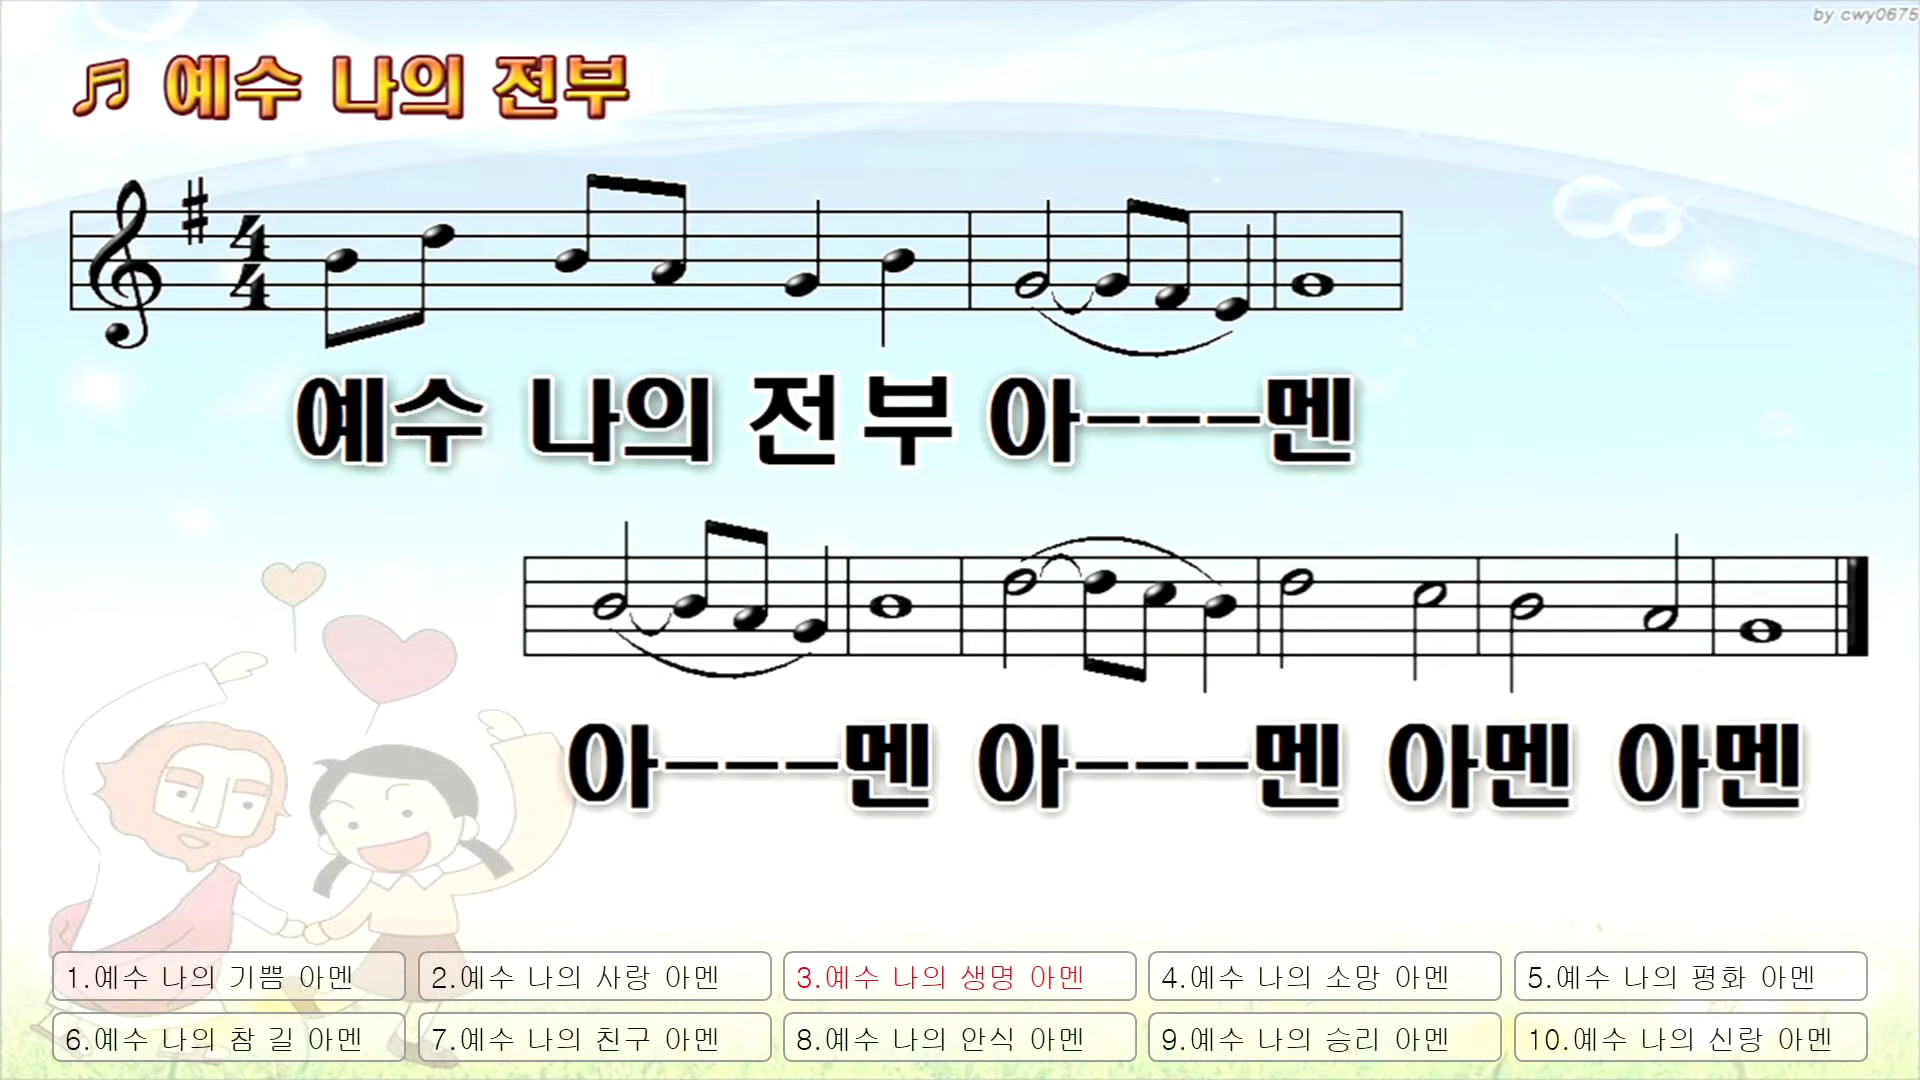 by cwy0675
예수 나의 전부
예수 나의 전부 아---멘
아---멘 아---멘 아멘 아멘
1.예수 나의 기쁨 아멘
2.예수 나의 사랑 아멘
3.예수 나의 생명 아멘
4.예수 나의 소망 아멘
5.예수 나의 평화 아멘
6.예수 나의 참 길 아멘
7.예수 나의 친구 아멘
8.예수 나의 안식 아멘
9.예수 나의 승리 아멘
10.예수 나의 신랑 아멘